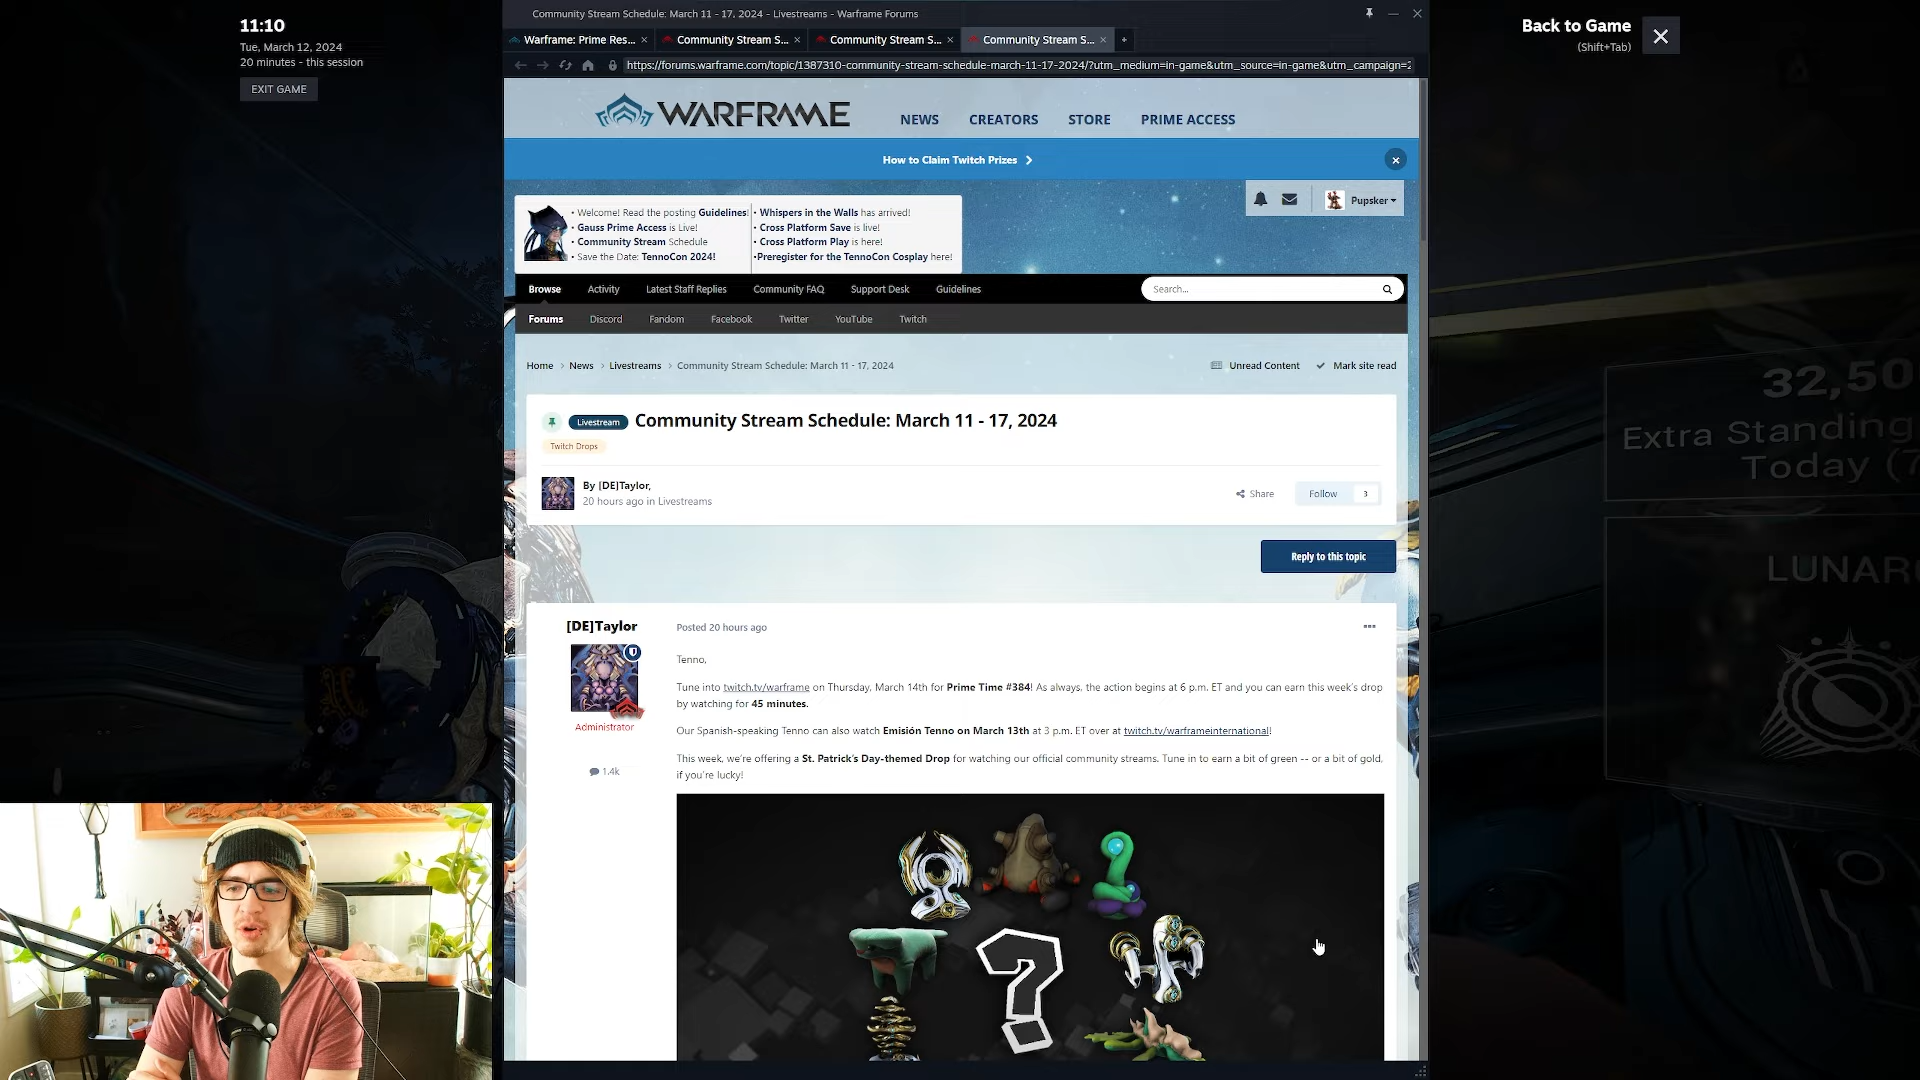 11:10
Tue, March 12, 2024
20 minutes - this session
EXIT GAME
Community Stream Schedule: March 11 - 17, 2024 - Livestreams - Warframe Forums
Back to Game
(Shift+Tab)
Warframe: Prime Res...
Community Stream S...
Community Stream S...
Community Stream S...
https://forums.warframe.com/topic/1387310-community-stream-schedule-march-11-17-2024/?utm_medium=in-game&utm_source=in-game&utm_campaign=2
WARFRAME
NEWS CREATORS STORE PRIME ACCESS
How to Claim Twitch Prizes
Pupsker
• Welcome! Read the posting Guidelines!
• Gauss Prime Access is Live!
• Community Stream Schedule
• Save the Date: TennoCon 2024!
• Whispers in the Walls has arrived!
• Cross Platform Save is live!
• Cross Platform Play is here!
•Preregister for the TennoCon Cosplay here!
Browse Activity Latest Staff Replies Community FAQ Support Desk Guidelines Search...
Forums Discord Fandom Facebook Twitter YouTube Twitch
Home > News > Livestreams > Community Stream Schedule: March 11 - 17, 2024
Unread Content Mark site read
Livestream Community Stream Schedule: March 11 - 17, 2024
Twitch Drops
By [DE]Taylor,
20 hours ago in Livestreams
Share Follow 3
Reply to this topic
[DE]Taylor
Administrator
1.4k
Posted 20 hours ago
Tenno,
Tune into twitch.tv/warframe on Thursday, March 14th for Prime Time #384! As always, the action begins at 6 p.m. ET and you can earn this week's drop
by watching for 45 minutes.
Our Spanish-speaking Tenno can also watch Emisión Tenno on March 13th at 3 p.m. ET over at twitch.tv/warframeinternational!
This week, we're offering a St. Patrick's Day-themed Drop for watching our official community streams. Tune in to earn a bit of green -- or a bit of gold,
if you're lucky!
?
32,50
Extra Standing
Today (7
LUNAR